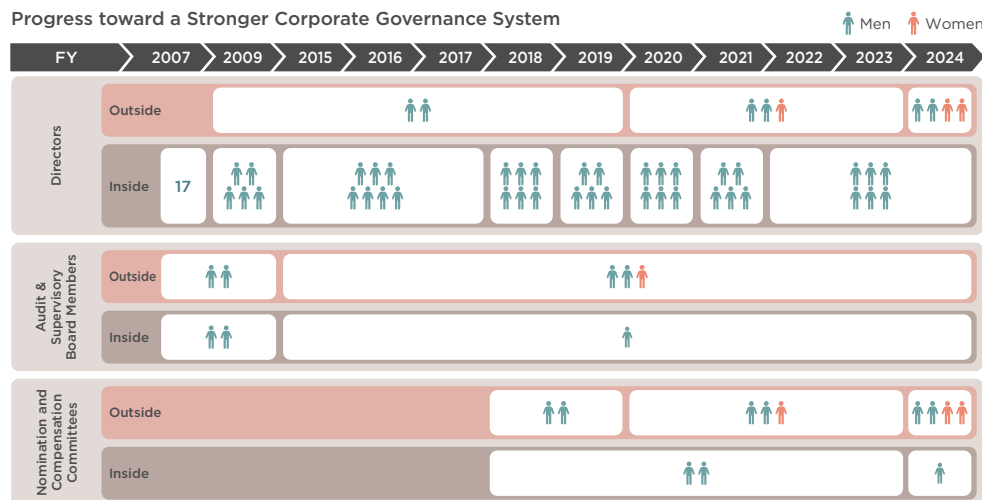 Progress toward a Stronger Corporate Governance System
Men
Women
FY 2007 2009 2015 2016 2017 2018 2019 2020 2021 2022 2023 2024
Directors
Outside
Inside
17
Audit &
Supervisory
Board Members
Outside
Inside
Nomination and
Compensation
Committees
Outside
Inside